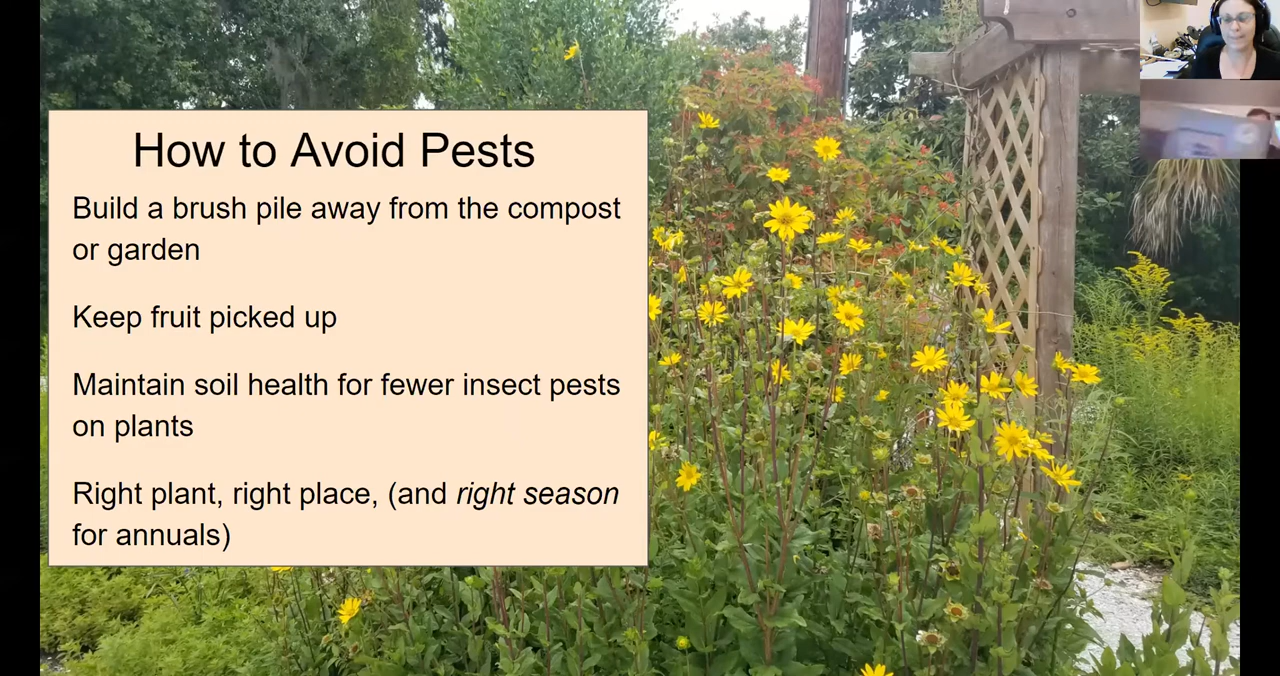 How to Avoid Pests
Build a brush pile away from the compost
or garden
Keep fruit picked up
Maintain soil health for fewer insect pests
on plants
Right plant, right place, (and right season
for annuals)